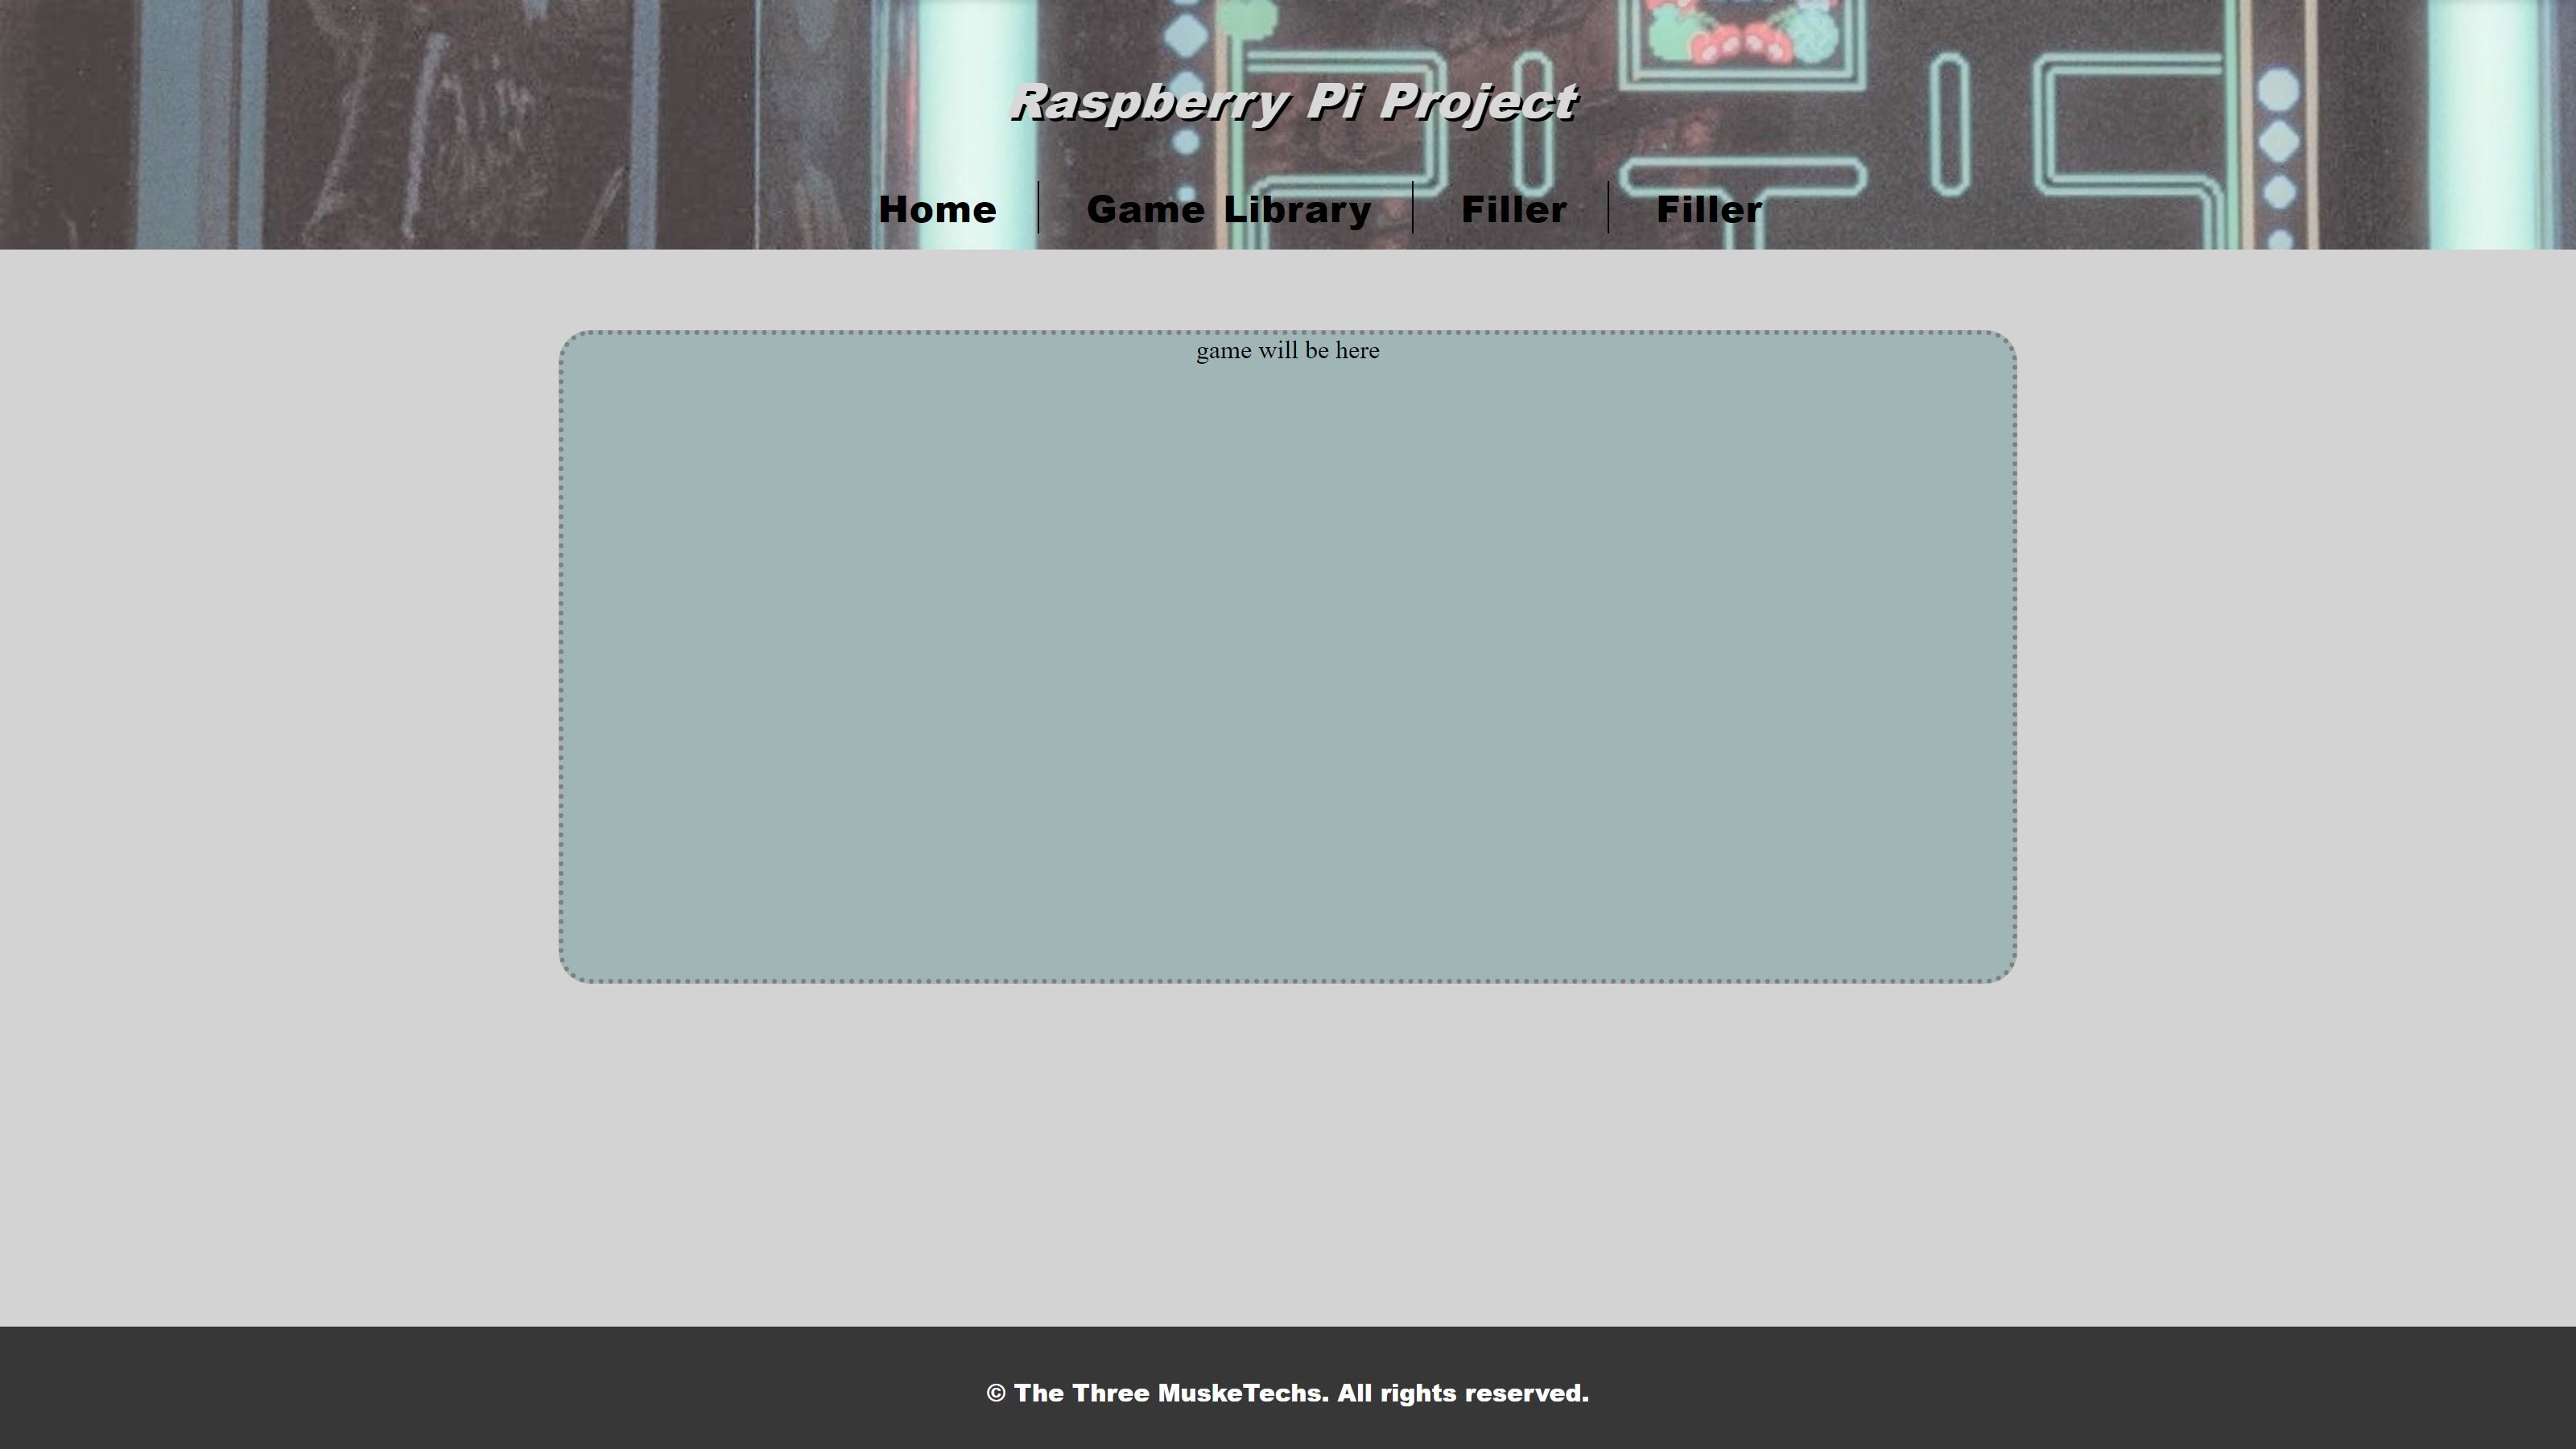 Raspberry Pi Project
Home Game Library Filler Filler
game will be here
© The Three MuskeTechs. All rights reserved.